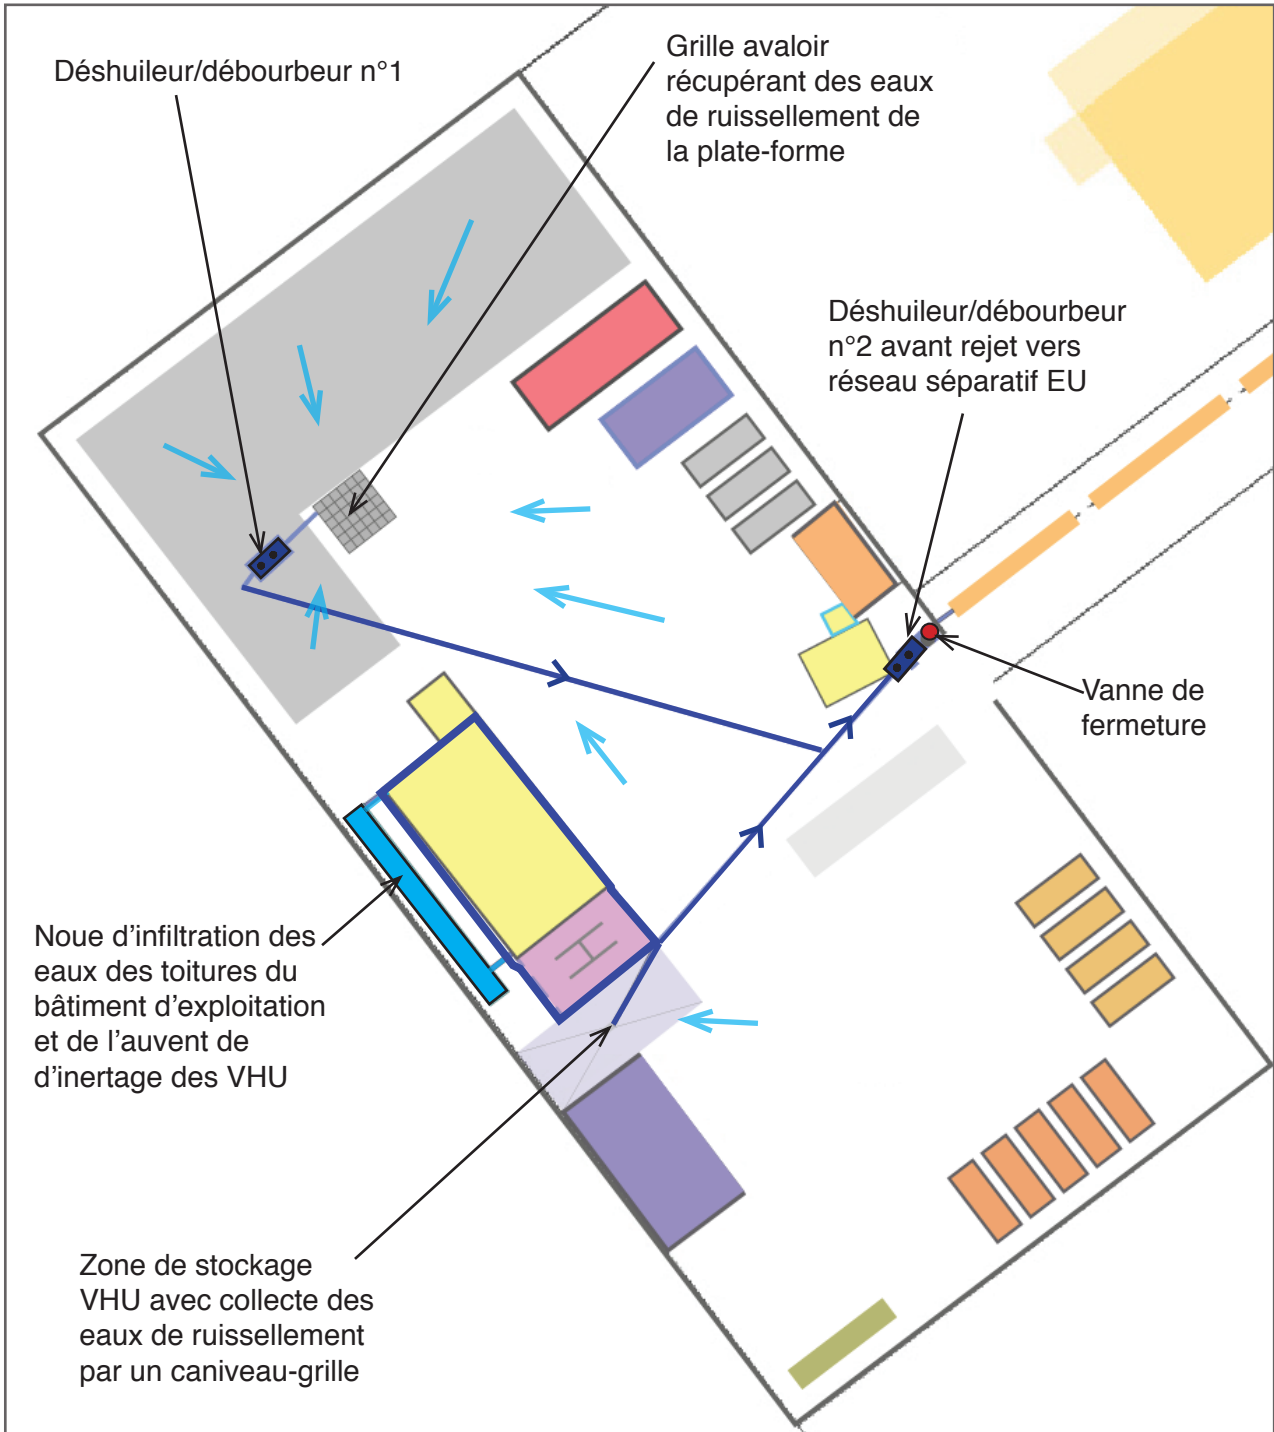 Déshuileur/débourbeur n°1
Grille avaloir
récupérant des eaux
de ruissellement de
la plate-forme
Déshuileur/débourbeur
n°2 avant rejet vers
réseau séparatif EU
Vanne de
fermeture
Noue d'infiltration des
eaux des toitures du
bâtiment d'exploitation
et de l'auvent de
d'inertage des VHU
Zone de stockage
VHU avec collecte des
eaux de ruissellement
par un caniveau-grille